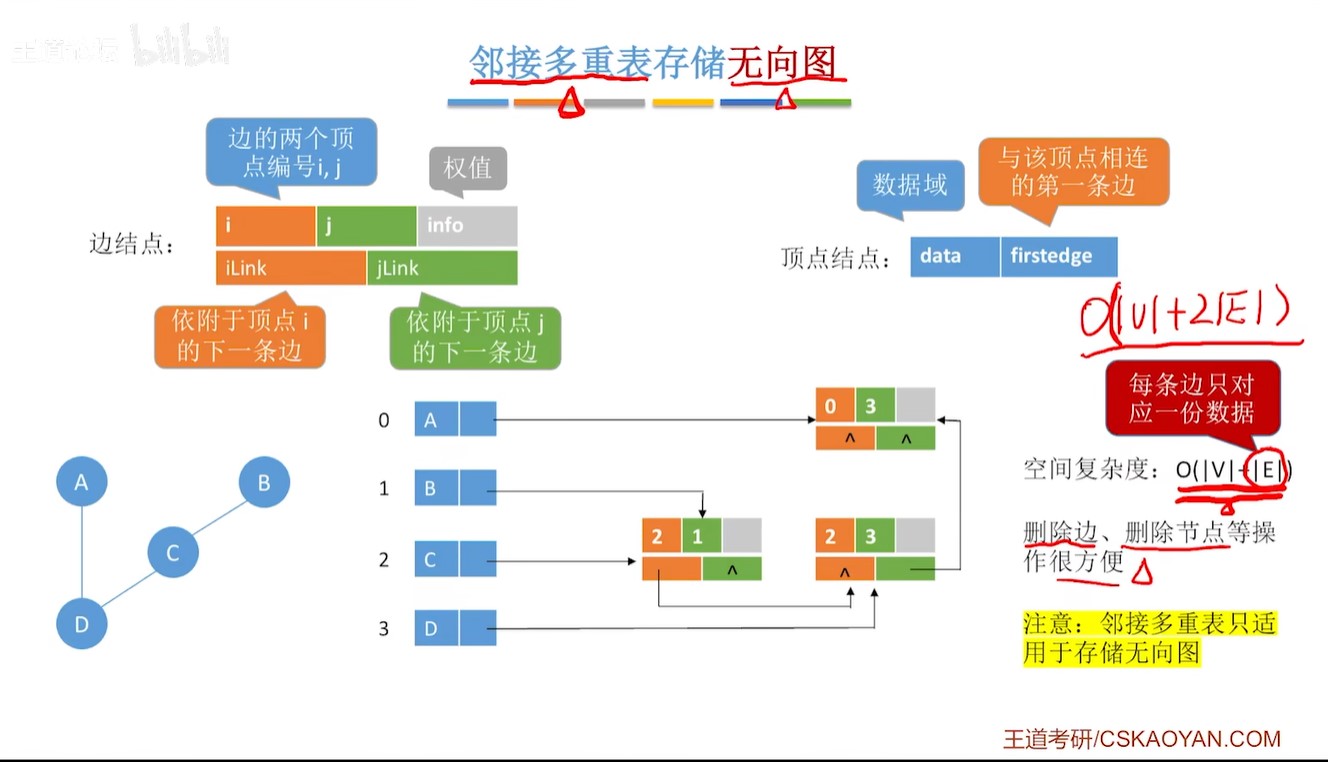 王道论坛 bilibili
邻接多重表存储无向图
边的两个顶
点编号i, j
权值
数据域
与该顶点相连
的第一条边
边结点：
i j info
iLink jLink
顶点结点：
data firstedge
依附于顶点 i
的下一条边
依附于顶点 j
的下一条边
O(|V|+2|E|)
每条边只对
应一份数据
空间复杂度：O(|V|+|E|)
删除边、删除节点等操
作很方便
注意：邻接多重表只适
用于存储无向图
0 A
1 B
2 C
3 D
0 3
^ ^
2 1
^
2 3
^
A
B
C
D
王道考研/CSKAOYAN.COM